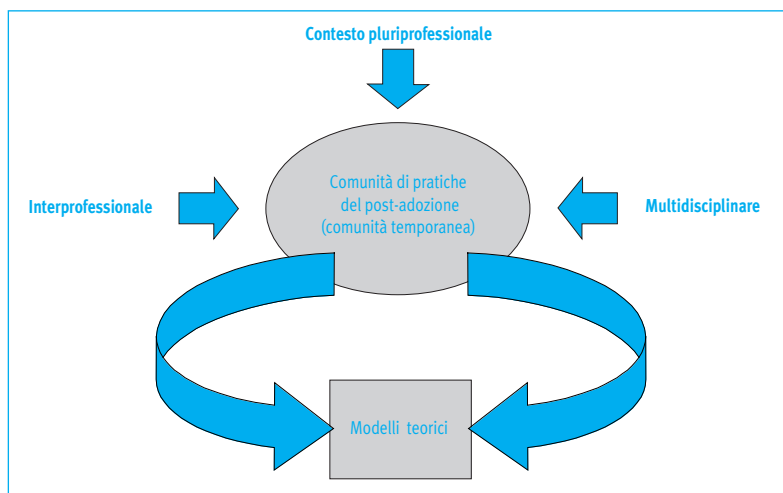 Contesto pluriprofessionale
Comunità di pratiche
del post-adozione
(comunità temporanea)
Interprofessionale
Multidisciplinare
Modelli teorici